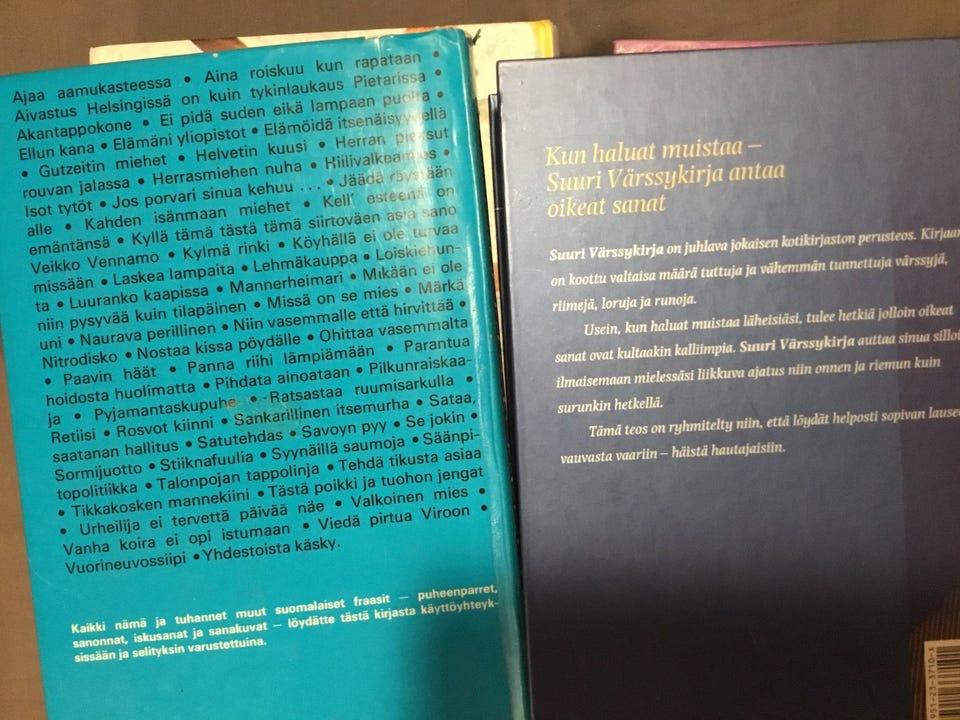 Ajaa aamukasteessa • Aina roiskuu kun rapataan •
Aivastus Helsingissä on kuin tykinlaukaus Pietarissa •
Akantappokone • Ei pidä suden eikä lampaan puolta •
Ellun kana • Elämäni yliopistot • Elämöidä itsenäisyydellä
• Gutzeitin miehet • Helvetin kuusi • Herran pieksut
rouvan jalassa • Herrasmiehen nuha • Hiilivalkeamies •
Isot tytöt • Jos porvari sinua kehuu ... • Jäädä räystään
alle • Kahden isänmaan miehet • Kell' esteenä on
emäntänsä • Kyllä tämä tästä tämä siirtoväen asia sano
Veikko Vennamo • Kylmä rinki • Köyhällä ei ole turvaa
missään • Laskea lampaita • Lehmäkauppa • Loiskiehun-
ta • Luuranko kaapissa • Mannerheimari • Mikään ei ole
niin pysyvää kuin tilapäinen • Missä on se mies • Märkä
uni • Naurava perillinen • Niin vasemmalle että hirvittää •
Nitrodisko • Nostaa kissa pöydälle • Ohittaa vasemmalta
• Paavin häät • Panna riihi lämpiämään • Parantua
hoidosta huolimatta • Pihdata ainoataan • Pilkunraiskaa-
ja • Pyjamantaskupuhe • Ratsastaa ruumisarkulla •
Retiisi • Rosvot kiinni • Sankarillinen itsemurha • Sataa,
saatanan hallitus • Satutehdas • Savoyn pyy • Se jokin •
Sormijuotto • Stiiknafuulia • Syynäillä saumoja • Säänpi-
topolitiikka • Talonpojan tappolinja • Tehdä tikusta asiaa
• Tikkakosken mannekiini • Tästä poikki ja tuohon jengat
• Urheilija ei tervettä päivää näe • Valkoinen mies •
Vanha koira ei opi istumaan • Viedä pirtua Viroon •
Vuorineuvossiipi • Yhdestoista käsky.
Kaikki nämä ja tuhannet muut suomalaiset fraasit — puheenparret,
sanonnat, iskusanat ja sanakuvat — löydätte tästä kirjasta käyttöyhteyk-
sissään ja selityksin varustettuina.
Kun haluat muistaa –
Suuri Värssykirja antaa
oikeat sanat
Suuri Värssykirja on juhlava jokaisen kotikirjaston perusteos. Kirjaan
on koottu valtaisa määrä tuttuja ja vähemmän tunnettuja värssyjä,
riimejä, loruja ja runoja.
Usein, kun haluat muistaa läheisiäsi, tulee hetkiä jolloin oikeat
sanat ovat kultaakin kalliimpia. Suuri Värssykirja auttaa sinua silloin
ilmaisemaan mielessäsi liikkuva ajatus niin onnen ja riemun kuin
surunkin hetkellä.
Tämä teos on ryhmitelty niin, että löydät helposti sopivan lauseen
vauvasta vaariin – häistä hautajaisiin.
951-23-3710-X